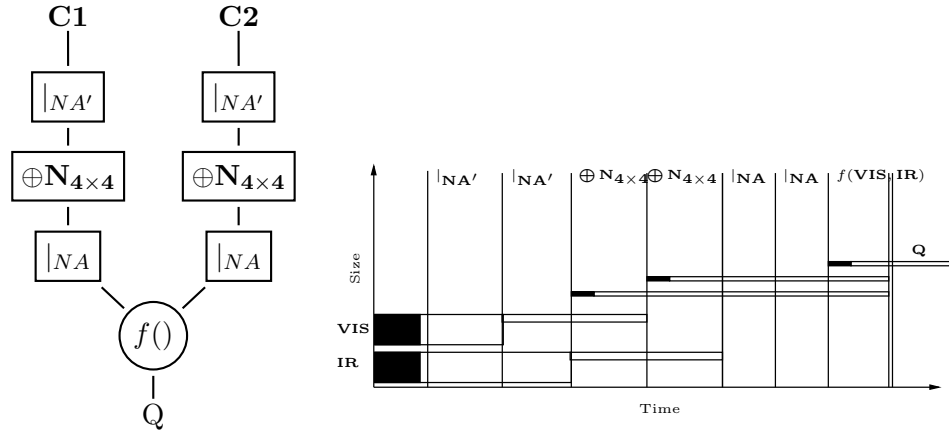 C1 C2
|NA′ |NA′
⊕N4×4 ⊕N4×4
|NA |NA
f()
Q
|NA′ |NA′ ⊕N4×4 ⊕N4×4 |NA |NA f(VIS,IR)
Q
Size
VIS
IR
Time